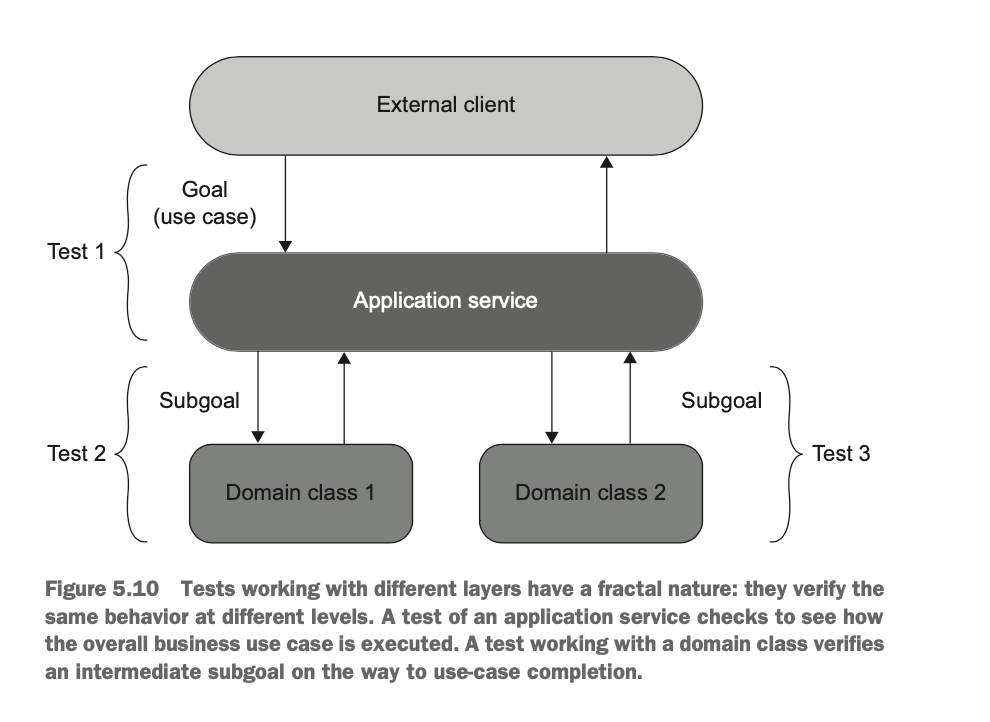 External client
Goal
(use case)
Test 1
Application service
Subgoal
Subgoal
Test 2
Test 3
Domain class 1
Domain class 2
Figure 5.10 Tests working with different layers have a fractal nature: they verify the
same behavior at different levels. A test of an application service checks to see how
the overall business use case is executed. A test working with a domain class verifies
an intermediate subgoal on the way to use-case completion.